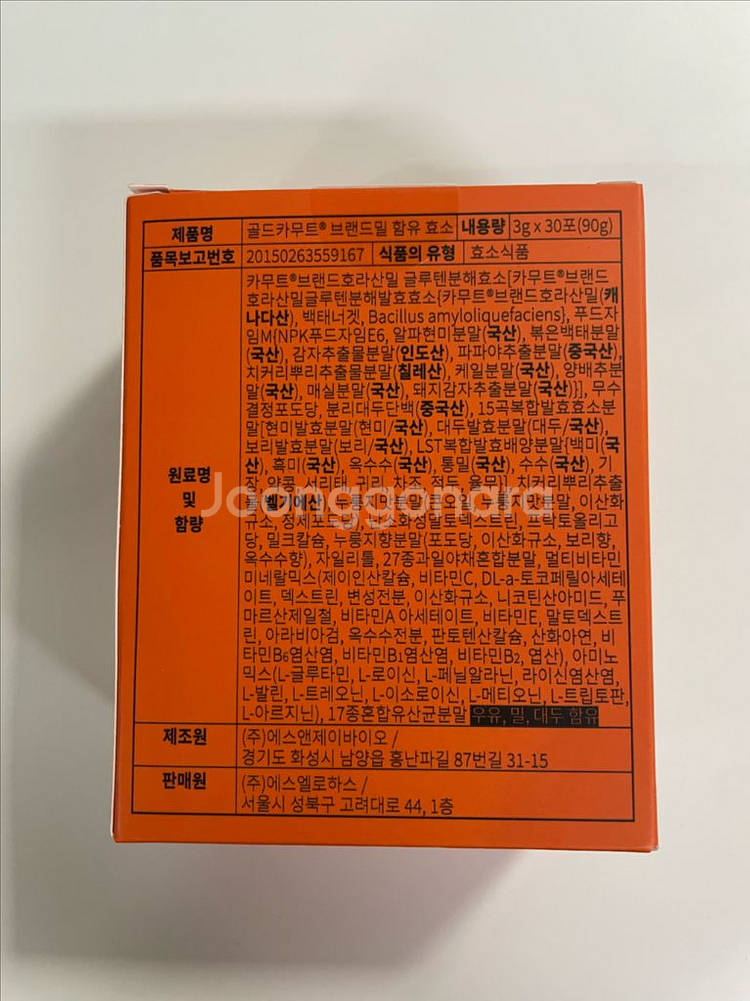 제품명 골드카무트® 브랜드밀 함유 효소 내용량 3g x 30포(90g)
품목보고번호 20150263559167 식품의 유형 효소식품
원료명 및 함량
카무트®브랜드호라산밀 글루텐분해효소[카무트®브랜드
호라산밀글루텐분해발효효소{카무트®브랜드호라산밀(캐
나다산), 백태너겟, Bacillus amyloliquefaciens}, 푸드자
임M{NPK푸드자임E6, 알파현미분말(국산), 볶은백태분말
(국산), 감자추출물분말(인도산), 파파야추출분말(중국산),
치커리뿌리추출물분말(칠레산), 케일분말(국산), 양배추분
말(국산), 매실분말(국산), 돼지감자추출분말(국산)}], 무수
결정포도당, 분리대두단백(중국산), 15곡복합발효효소분
말[현미발효분말(현미/국산), 대두발효분말(대두/국산),
보리발효분말(보리/국산), LST복합발효배양분말{백미(국
산), 흑미(국산), 옥수수(국산), 통밀(국산), 수수(국산), 기
장, 약콩, 서리태, 귀리, 차조, 적두, 율무}], 치커리뿌리추출
물(벨기에산), 이산화
규소, 정제포도당, 말토덱스트린, 프락토올리고
당, 밀크칼슘, 누룽지향분말(포도당, 이산화규소, 보리향,
옥수수향), 자일리톨, 27종과일야채혼합분말, 멀티비타민
미네랄믹스(제이인산칼슘, 비타민C, DL-a-토코페릴아세테
이트, 덱스트린, 변성전분, 이산화규소, 니코틴산아미드, 푸
마르산제일철, 비타민A 아세테이트, 비타민E, 말토덱스트
린, 아라비아검, 옥수수전분, 판토텐산칼슘, 산화아연, 비
타민B6염산염, 비타민B1염산염, 비타민B2, 엽산), 아미노
믹스(L-글루타민, L-로이신, L-페닐알라닌, 라이신염산염,
L-발린, L-트레오닌, L-이소로이신, L-메티오닌, L-트립토판,
L-아르지닌), 17종혼합유산균분말 우유, 밀, 대두 함유
제조원 (주)에스앤제이바이오 /
경기도 화성시 남양읍 홍난파길 87번길 31-15
판매원 (주)에스엘로하스 /
서울시 성북구 고려대로 44, 1층
Joonggonara